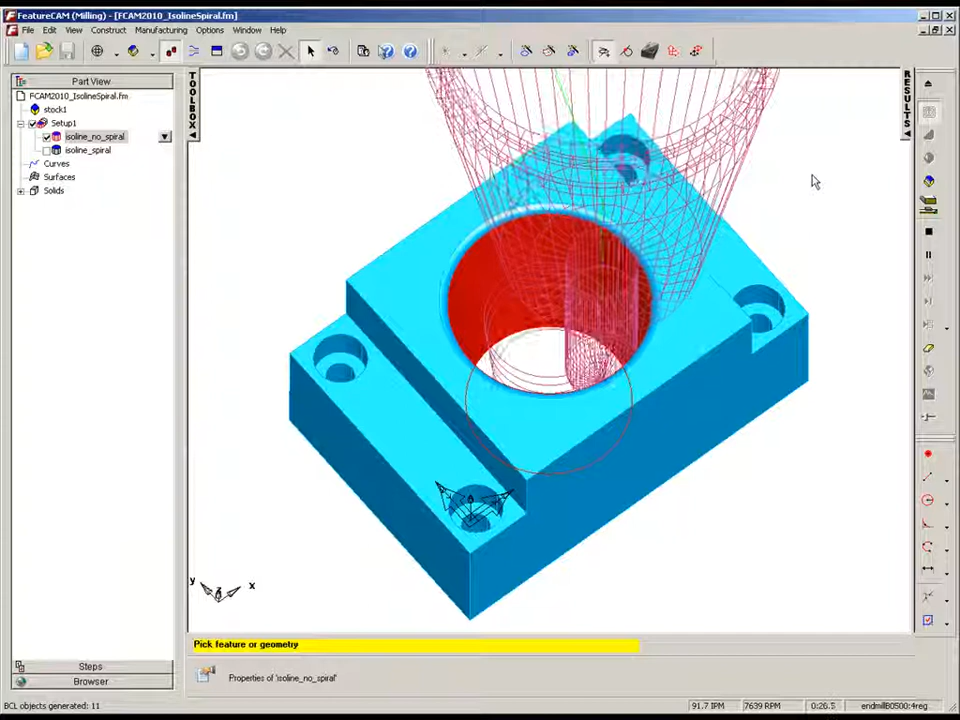 FeatureCAM (Milling) - [FCAM2010_IsolineSpiral.fm]
File Edit View Construct Manufacturing Options Window Help
Part View
FCAM2010_IsolineSpiral.fm
stock1
Setup1
isoline_no_spiral
isoline_spiral
Curves
Surfaces
Solids
TOOLBOX
RESULTS
y
z
x
Pick feature or geometry
Steps
Properties of 'isoline_no_spiral'
Browser
BCL objects generated: 11
91.7 IPM 7639 RPM 0:26.5 endmillB0500:4reg